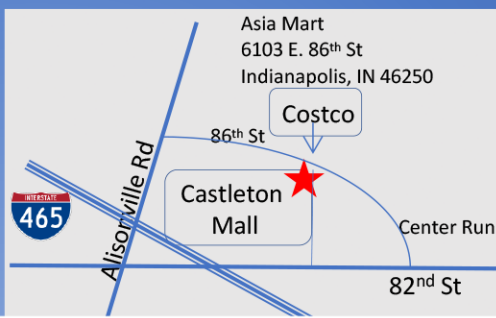 Asia Mart
6103 E. 86th St
Indianapolis, IN 46250
Costco
86th St
Alisonville Rd
INTERSTATE
465
Castleton
Mall
Center Run
82nd St